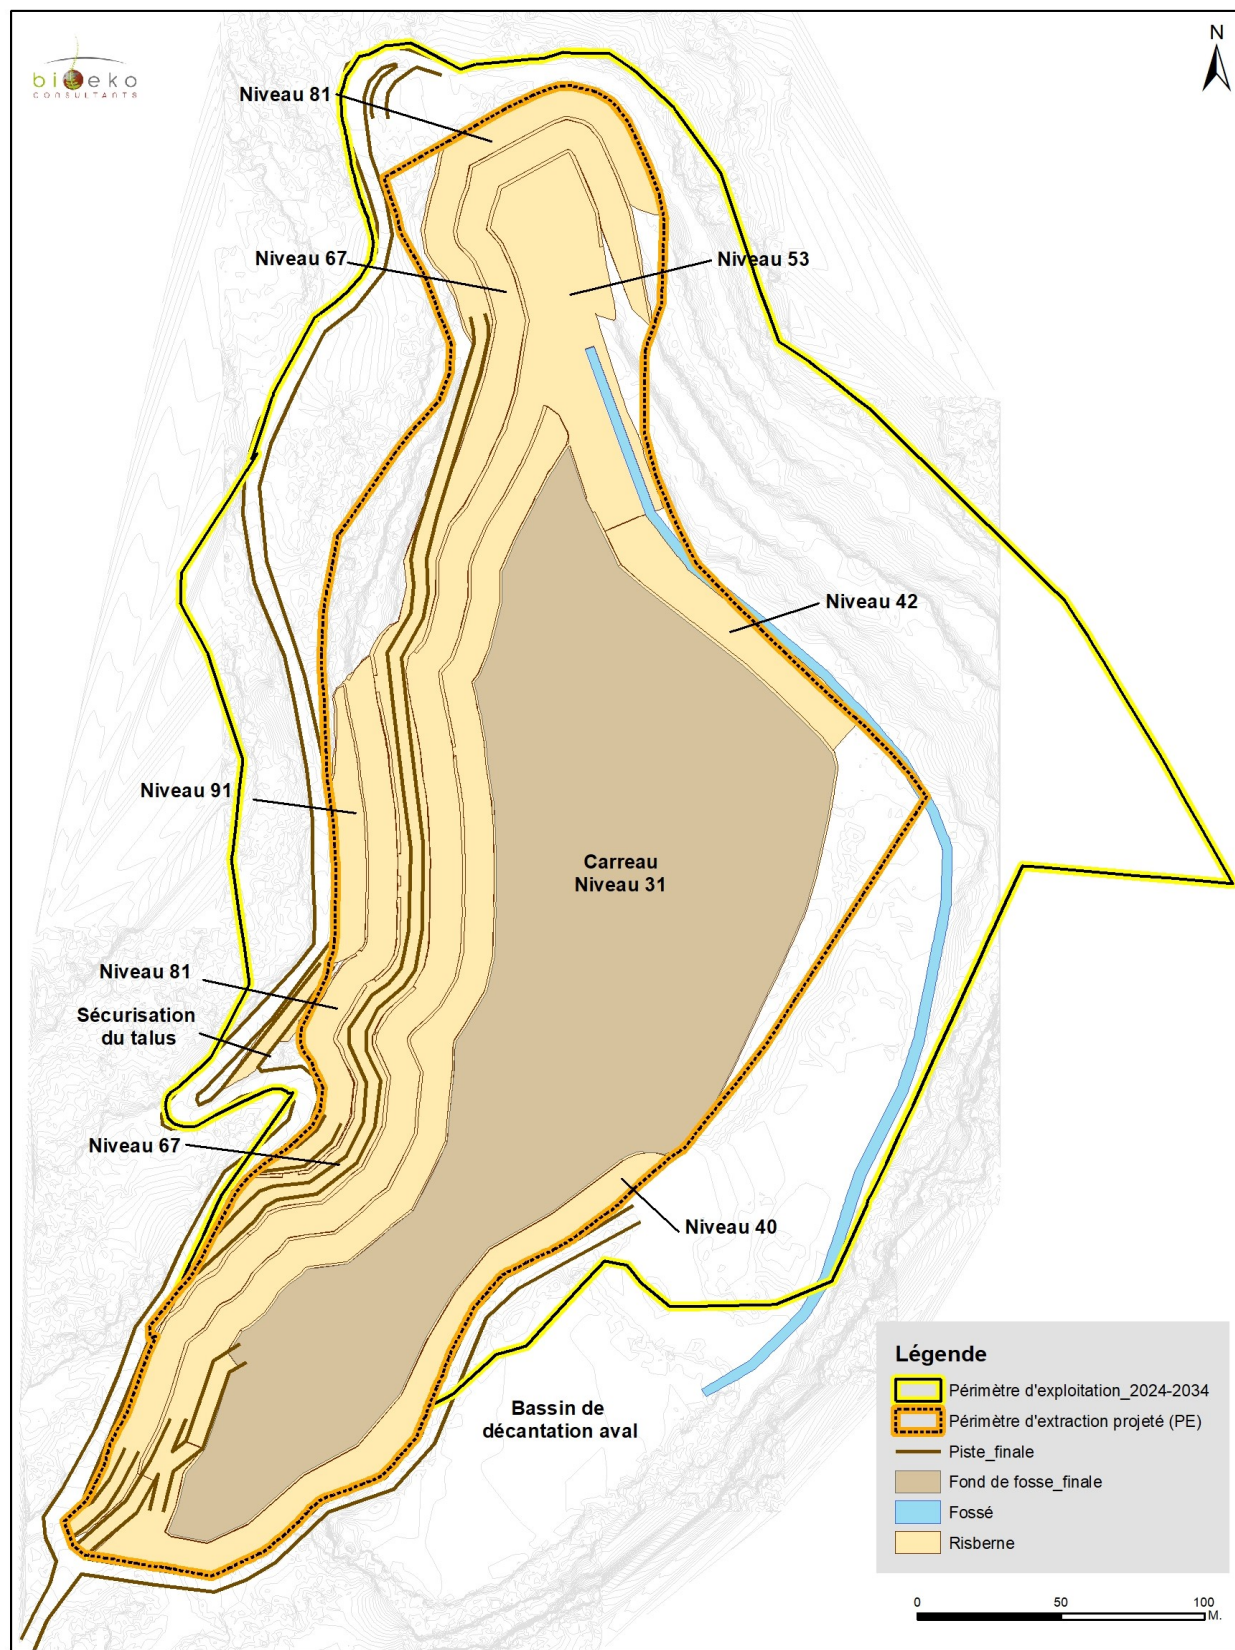 bioeko
CONSULTANTS
N
Niveau 81
Niveau 67
Niveau 53
Niveau 42
Niveau 91
Carreau
Niveau 31
Niveau 81
Sécurisation
du talus
Niveau 67
Niveau 40
Bassin de
décantation aval
Légende
Périmètre d'exploitation_2024-2034
Périmètre d'extraction projeté (PE)
Piste_finale
Fond de fosse_finale
Fossé
Risberne
0 50 100
M.